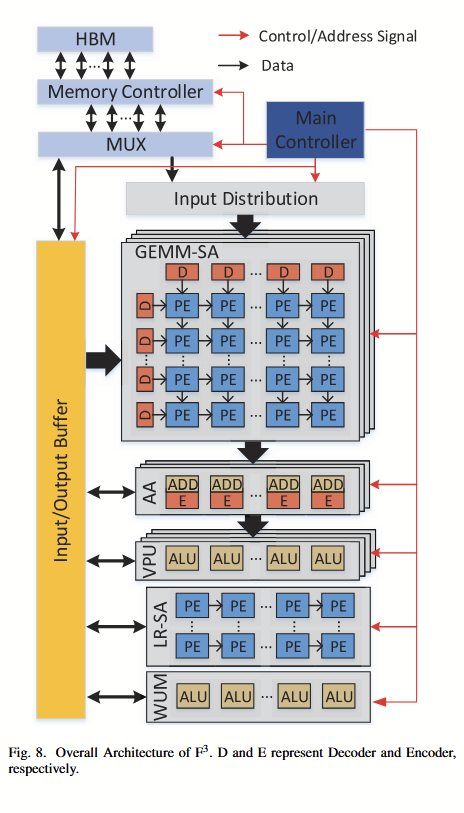 HBM
Control/Address Signal
Data
Memory Controller
Main
Controller
MUX
Input Distribution
GEMM-SA
D D ... D D
D PE PE ... PE PE
D PE PE ... PE PE
D PE PE ... PE PE
D PE PE ... PE PE
Input/Output Buffer
AA
ADD ADD ... ADD ADD
E E E E
VPU
ALU ALU ... ALU ALU
LR-SA
PE PE ... PE PE
PE PE ... PE PE
WUM
ALU ALU ... ALU ALU
Fig. 8. Overall Architecture of F³. D and E represent Decoder and Encoder,
respectively.